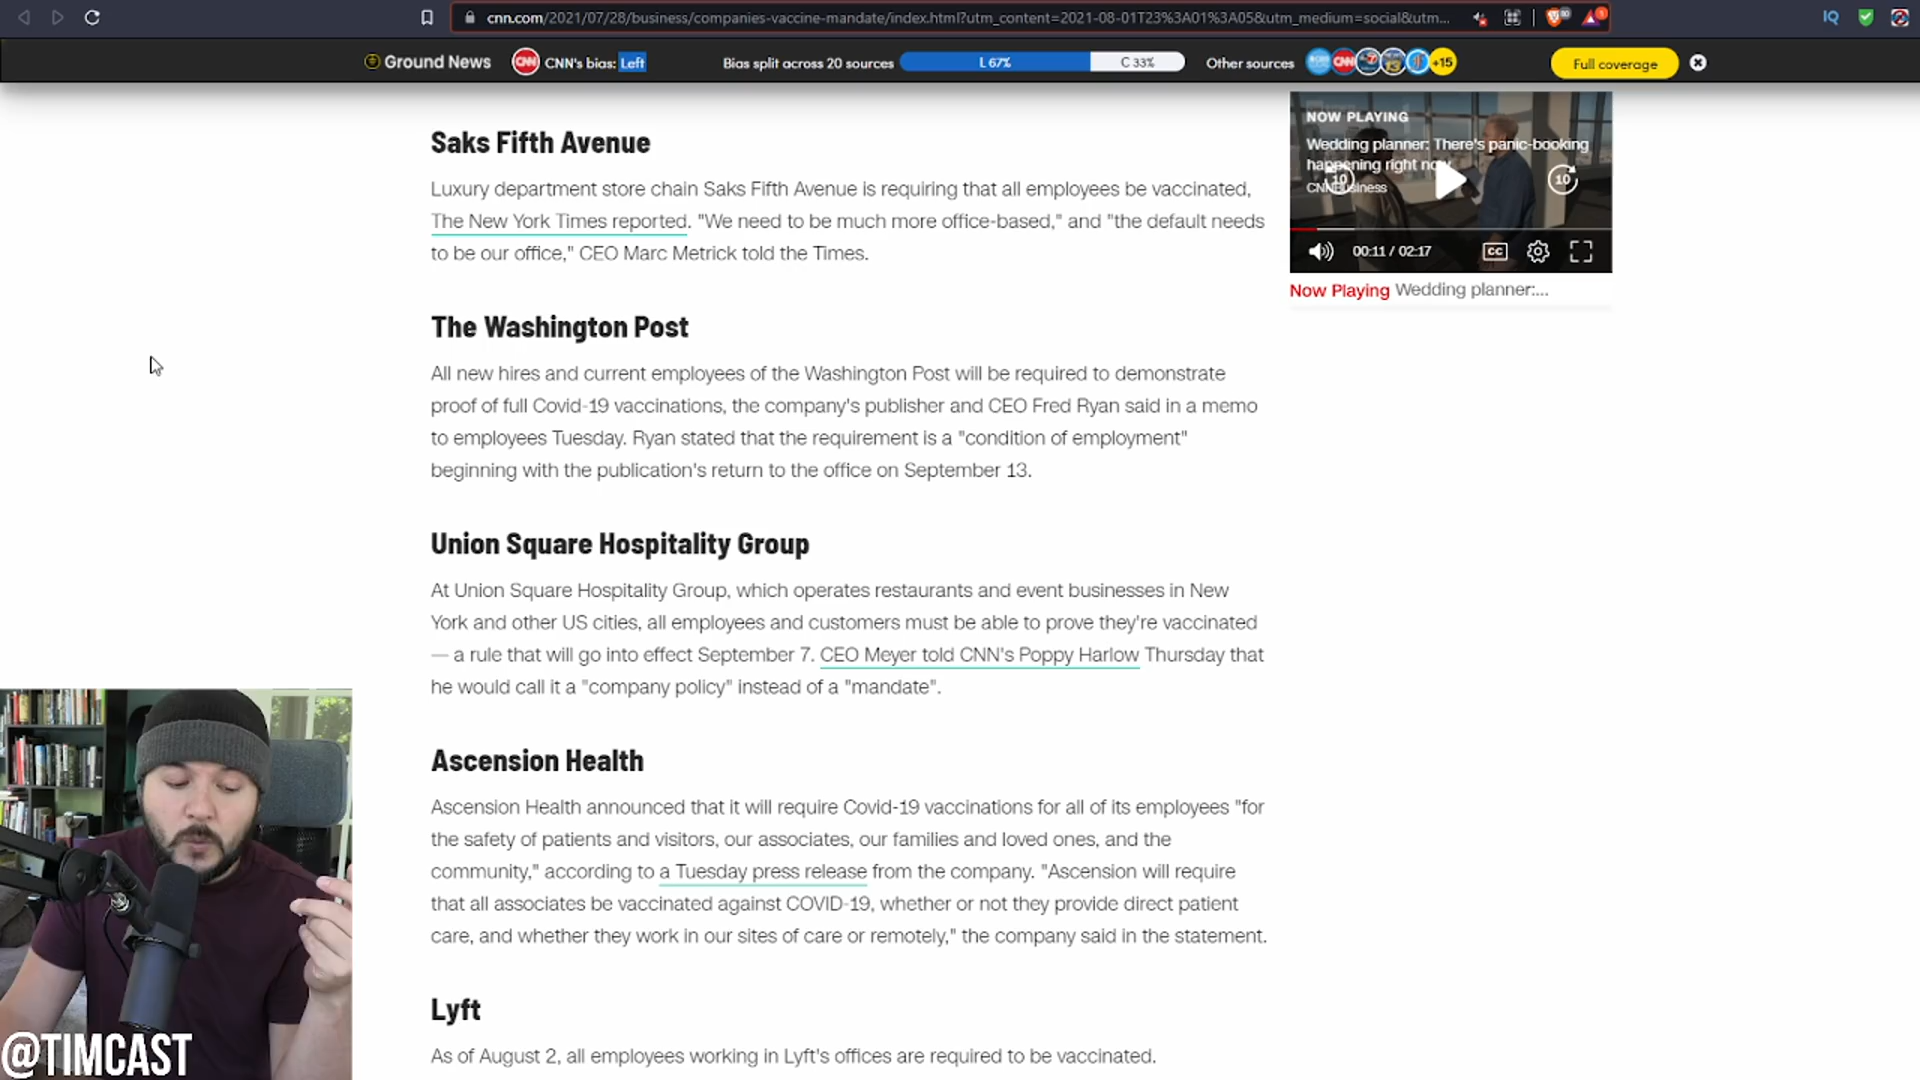 cnn.com/2021/07/28/business/companies-vaccine-mandate/index.html?utm_content=2021-08-01T23%3A01%3A05&utm_medium=social&utm...
IQ
Ground News
CNN
CNN's bias: Left
Bias split across 20 sources
L 67%
C 33%
Other sources
+15
Full coverage
Saks Fifth Avenue
Luxury department store chain Saks Fifth Avenue is requiring that all employees be vaccinated,
The New York Times reported. "We need to be much more office-based," and "the default needs
to be our office," CEO Marc Metrick told the Times.
The Washington Post
All new hires and current employees of the Washington Post will be required to demonstrate
proof of full Covid-19 vaccinations, the company's publisher and CEO Fred Ryan said in a memo
to employees Tuesday. Ryan stated that the requirement is a "condition of employment"
beginning with the publication's return to the office on September 13.
Union Square Hospitality Group
At Union Square Hospitality Group, which operates restaurants and event businesses in New
York and other US cities, all employees and customers must be able to prove they're vaccinated
— a rule that will go into effect September 7. CEO Meyer told CNN's Poppy Harlow Thursday that
he would call it a "company policy" instead of a "mandate".
Ascension Health
Ascension Health announced that it will require Covid-19 vaccinations for all of its employees "for
the safety of patients and visitors, our associates, our families and loved ones, and the
community," according to a Tuesday press release from the company. "Ascension will require
that all associates be vaccinated against COVID-19, whether or not they provide direct patient
care, and whether they work in our sites of care or remotely," the company said in the statement.
Lyft
As of August 2, all employees working in Lyft's offices are required to be vaccinated.
NOW PLAYING
Wedding planner: There's panic-booking
happening right now
CNNBusiness
10
10
00:11 / 02:17
CC
Now Playing Wedding planner:...
@TIMCAST